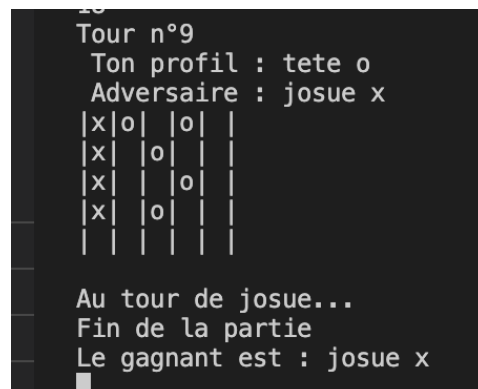 Tour n°9
Ton profil : tete o
Adversaire : josue x
|x|o| |o| |
|x| |o| | |
|x| | |o| |
|x| |o| | |
| | | | | |
Au tour de josue...
Fin de la partie
Le gagnant est : josue x